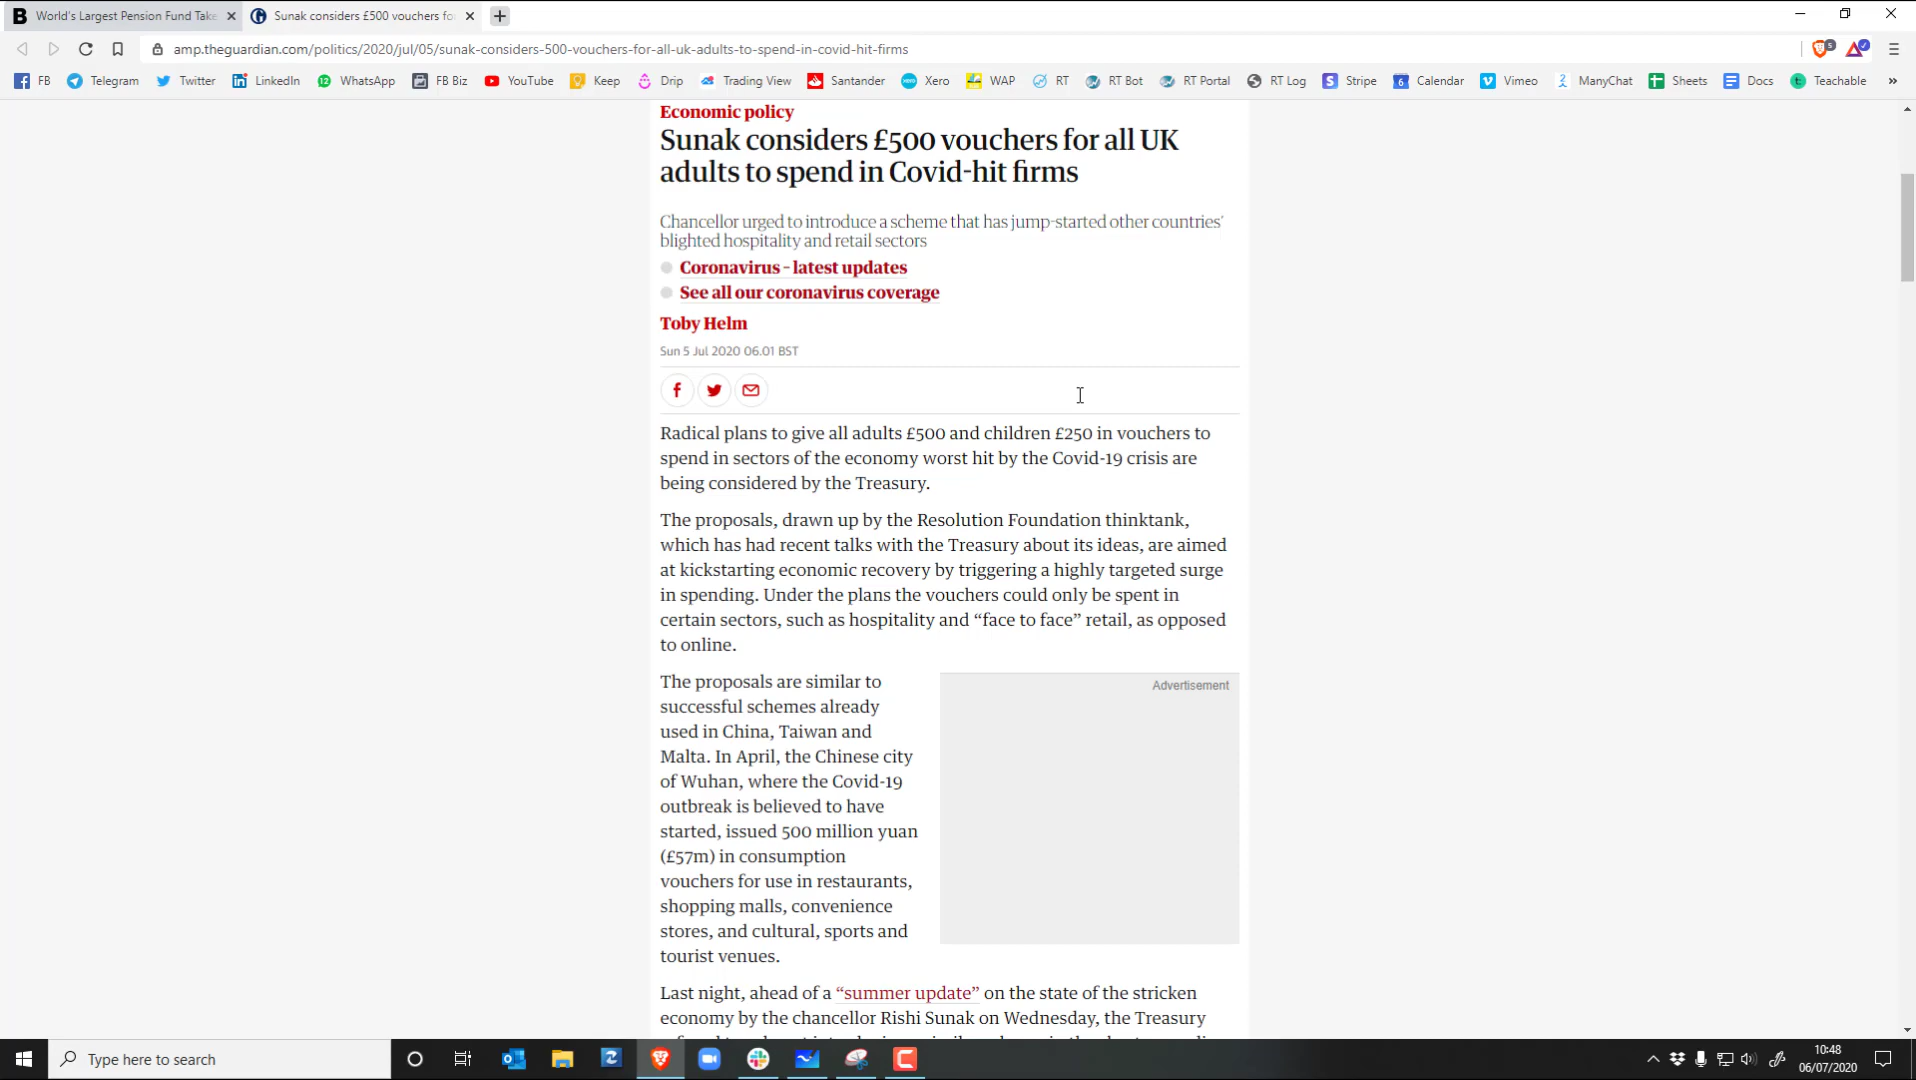 World's Largest Pension Fund Take
Sunak considers £500 vouchers fo
amp.theguardian.com/politics/2020/jul/05/sunak-considers-500-vouchers-for-all-uk-adults-to-spend-in-covid-hit-firms
FB Telegram Twitter LinkedIn WhatsApp FB Biz YouTube Keep Drip Trading View Santander Xero WAP RT RT Bot RT Portal RT Log Stripe Calendar Vimeo ManyChat Sheets Docs Teachable »
Economic policy
Sunak considers £500 vouchers for all UK
adults to spend in Covid-hit firms
Chancellor urged to introduce a scheme that has jump-started other countries'
blighted hospitality and retail sectors
Coronavirus – latest updates
See all our coronavirus coverage
Toby Helm
Sun 5 Jul 2020 06.01 BST
Radical plans to give all adults £500 and children £250 in vouchers to
spend in sectors of the economy worst hit by the Covid-19 crisis are
being considered by the Treasury.
The proposals, drawn up by the Resolution Foundation thinktank,
which has had recent talks with the Treasury about its ideas, are aimed
at kickstarting economic recovery by triggering a highly targeted surge
in spending. Under the plans the vouchers could only be spent in
certain sectors, such as hospitality and “face to face” retail, as opposed
to online.
The proposals are similar to
successful schemes already
used in China, Taiwan and
Malta. In April, the Chinese city
of Wuhan, where the Covid-19
outbreak is believed to have
started, issued 500 million yuan
(£57m) in consumption
vouchers for use in restaurants,
shopping malls, convenience
stores, and cultural, sports and
tourist venues.
Advertisement
Last night, ahead of a “summer update” on the state of the stricken
economy by the chancellor Rishi Sunak on Wednesday, the Treasury
Type here to search
10:48
06/07/2020